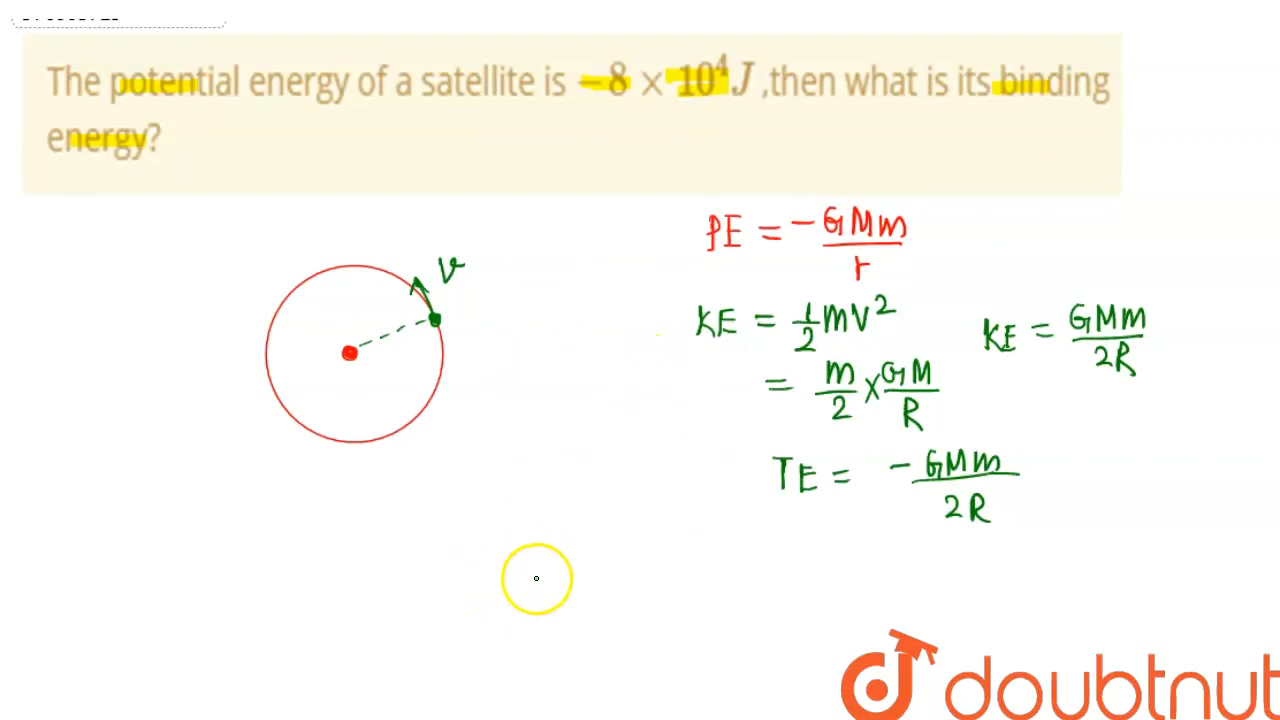 The potential energy of a satellite is −8 × 10⁴ J ,then what is its binding
energy?
PE = −GMm/r
v
KE = 1/2 mv²
KE = GMm/2R
= m/2 × GM/R
TE = −GMm/2R
doubtnut